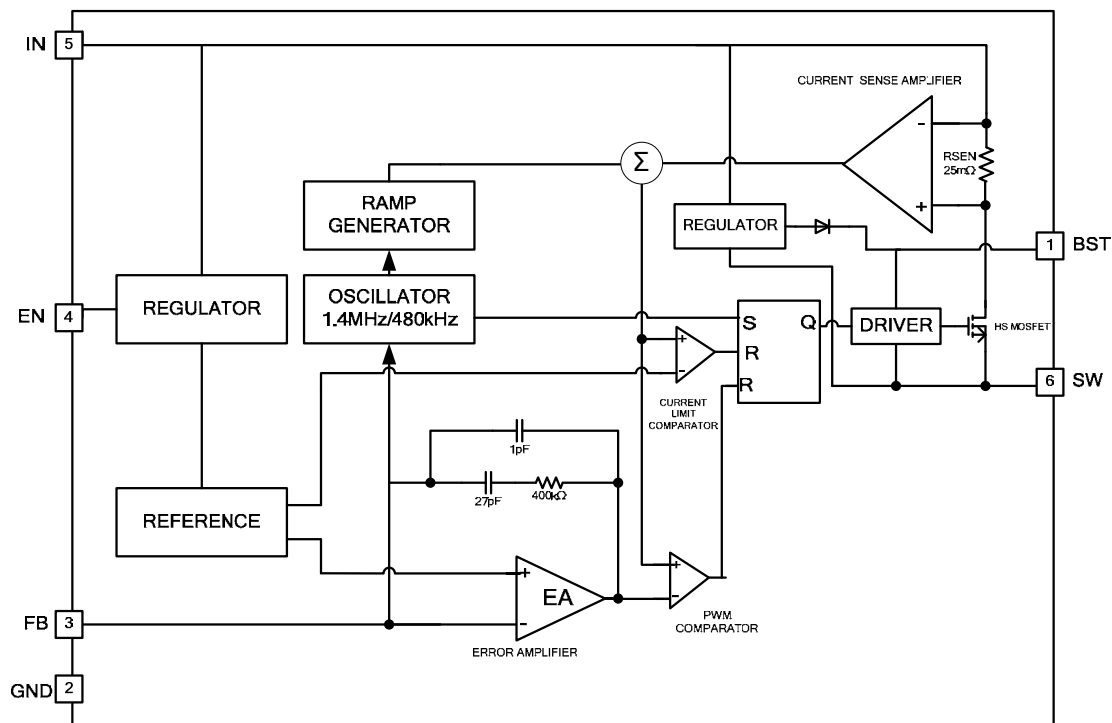 IN 5
CURRENT SENSE AMPLIFIER
-
RSEN
25mΩ
+
Σ
RAMP
GENERATOR
REGULATOR
1 BST
EN 4
REGULATOR
OSCILLATOR
1.4MHz/480kHz
S Q
R
R
DRIVER
HS MOSFET
+
-
CURRENT
LIMIT
COMPARATOR
6 SW
1pF
27pF
400kΩ
REFERENCE
+
EA
-
ERROR AMPLIFIER
+
-
PWM
COMPARATOR
FB 3
GND 2